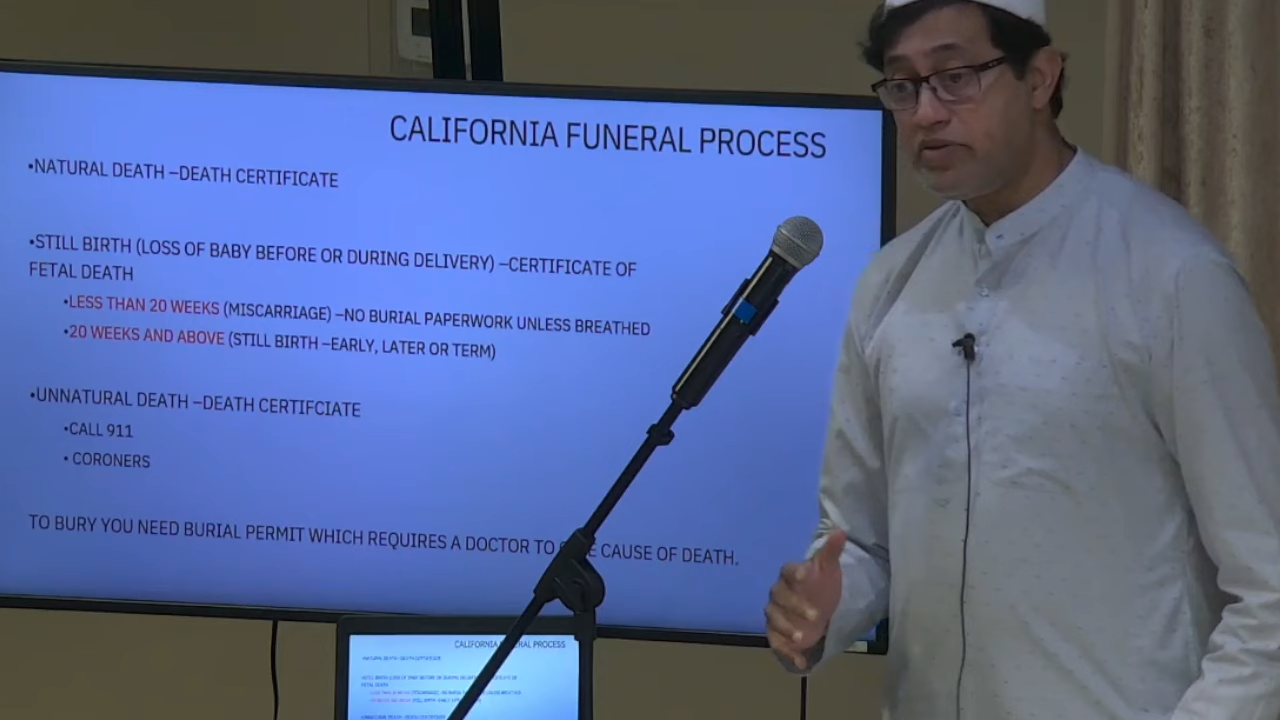 CALIFORNIA FUNERAL PROCESS
•NATURAL DEATH –DEATH CERTIFICATE
•STILL BIRTH (LOSS OF BABY BEFORE OR DURING DELIVERY) –CERTIFICATE OF
FETAL DEATH
•LESS THAN 20 WEEKS (MISCARRIAGE) –NO BURIAL PAPERWORK UNLESS BREATHED
•20 WEEKS AND ABOVE (STILL BIRTH –EARLY, LATER OR TERM)
•UNNATURAL DEATH –DEATH CERTIFCIATE
•CALL 911
• CORONERS
TO BURY YOU NEED BURIAL PERMIT WHICH REQUIRES A DOCTOR TO CAUSE OF DEATH.
CALIFORNIA FUNERAL PROCESS